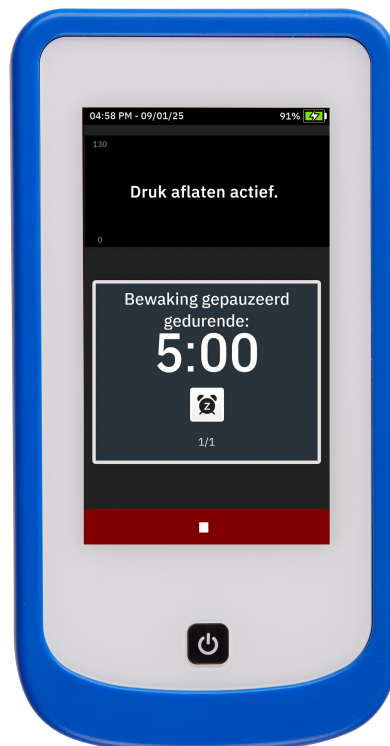 04:58 PM - 09/01/25 91%
130
Druk aflaten actief.
0
Bewaking gepauzeerd
gedurende:
5:00
Z
1/1